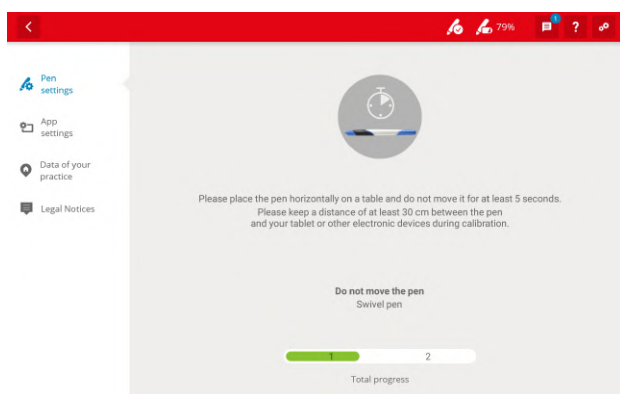 79%
1
?
Pen
settings
App
settings
Data of your
practice
Legal Notices
Please place the pen horizontally on a table and do not move it for at least 5 seconds.
Please keep a distance of at least 30 cm between the pen
and your tablet or other electronic devices during calibration.
Do not move the pen
Swivel pen
1 2
Total progress